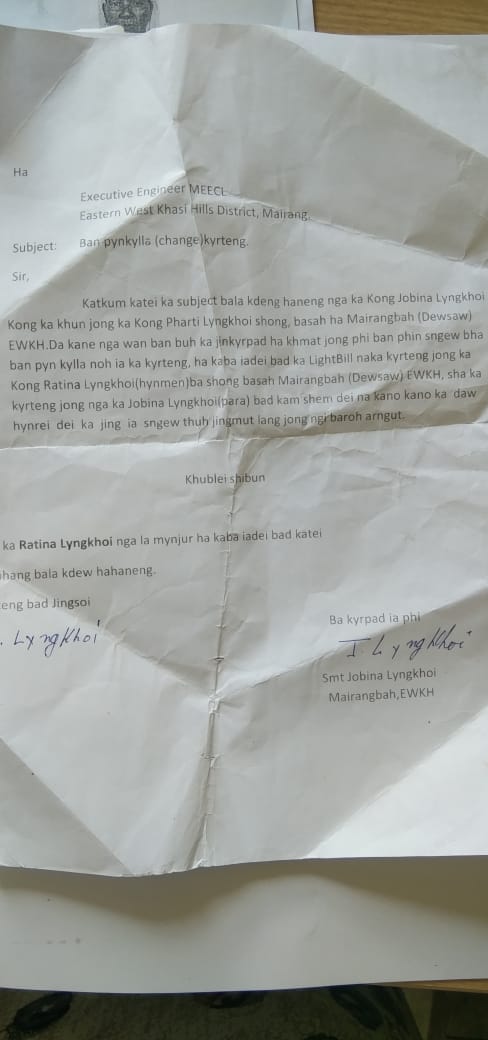 Ha
Executive Engineer MEECL
Eastern West Khasi Hills District, Mairang.
Subject: Ban pynkylla (change)kyrteng.
Sir,
Katkum katei ka subject bala kdeng haneng nga ka Kong Jobina Lyngkhoi
Kong ka khun jong ka Kong Pharti Lyngkhoi shong, basah ha Mairangbah (Dewsaw)
EWKH.Da kane nga wan ban buh ka jinkyrpad ha khmat jong phi ban phin sngew bha
ban pyn kylla noh ia ka kyrteng, ha kaba iadei bad ka LightBill naka kyrteng jong ka
Kong Ratina Lyngkhoi(hynmen)ba shong basah Mairangbah (Dewsaw) EWKH, sha ka
kyrteng jong nga ka Jobina Lyngkhoi(para) bad kam shem dei na kano kano ka daw
hynrei dei ka jing ia sngew thuh jingmut lang jong ngi baroh arngut.
Khublei shibun
ka Ratina Lyngkhoi nga la mynjur ha kaba iadei bad katei
hang bala kdew hahaneng.
teng bad Jingsoi
. Lyngkhoi
Ba kyrpad ia phi
I. Lyngkhoi
Smt Jobina Lyngkhoi
Mairangbah,EWKH